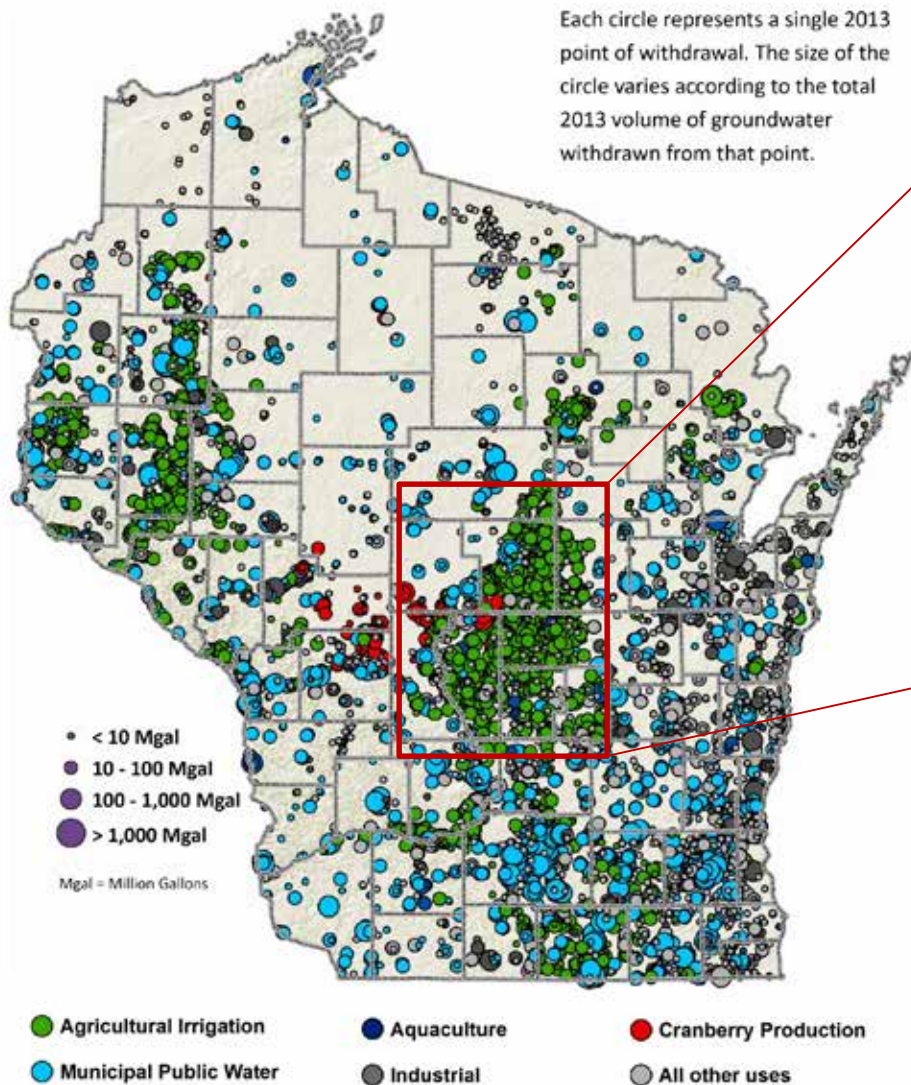 Each circle represents a single 2013
point of withdrawal. The size of the
circle varies according to the total
2013 volume of groundwater
withdrawn from that point.
< 10 Mgal
10 - 100 Mgal
100 - 1,000 Mgal
> 1,000 Mgal
Mgal = Million Gallons
Agricultural Irrigation
Aquaculture
Cranberry Production
Municipal Public Water
Industrial
All other uses